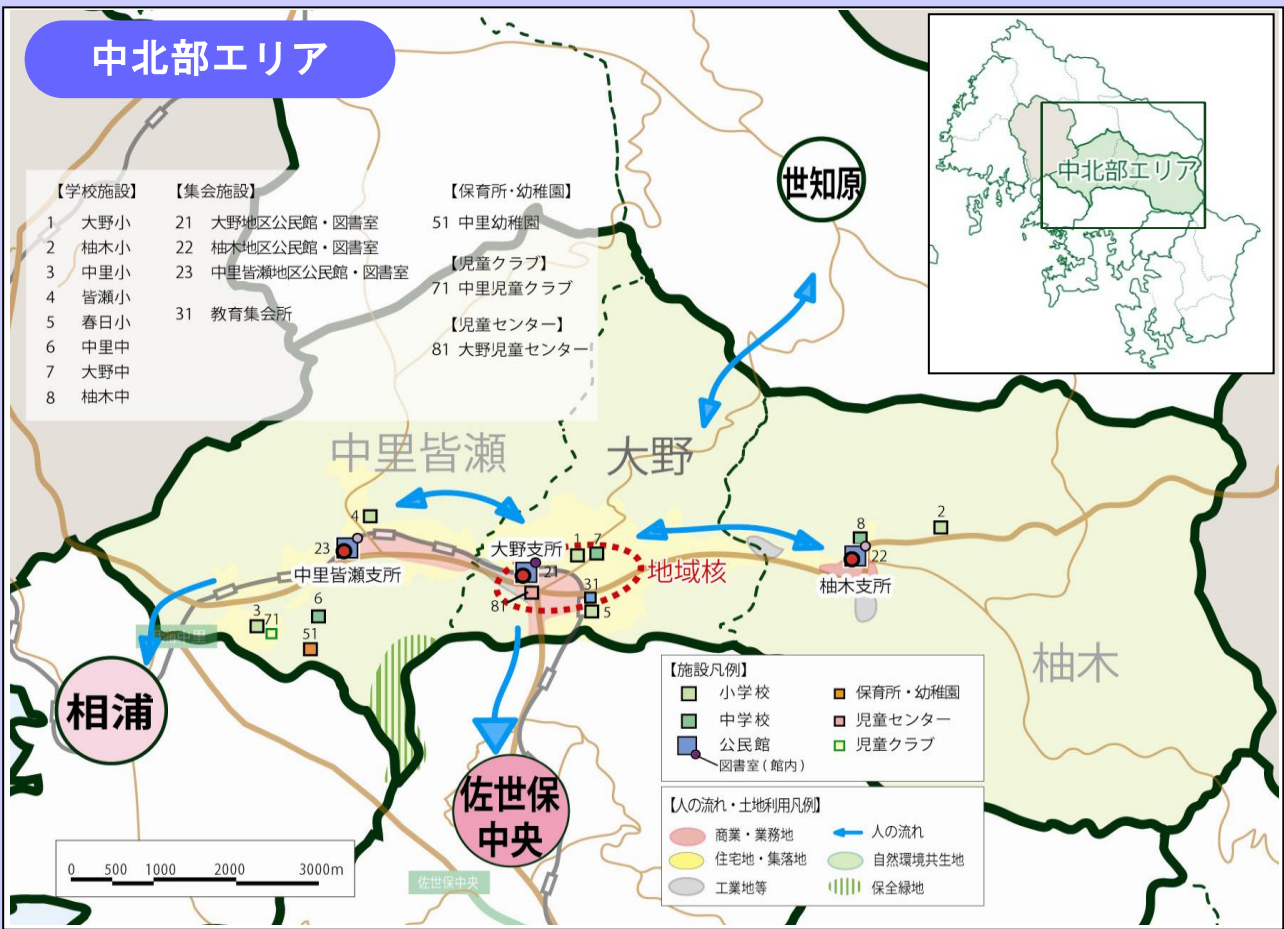 中北部エリア
中北部エリア
世知原
【学校施設】
1 大野小
2 柚木小
3 中里小
4 皆瀬小
5 春日小
6 中里中
7 大野中
8 柚木中
【集会施設】
21 大野地区公民館・図書室
22 柚木地区公民館・図書室
23 中里皆瀬地区公民館・図書室
31 教育集会所
【保育所・幼稚園】
51 中里幼稚園
【児童クラブ】
71 中里児童クラブ
【児童センター】
81 大野児童センター
中里皆瀬
大野
柚木
4
23
中里皆瀬支所
大野支所
1
7
21
81
31
5
地域核
8
2
22
柚木支所
6
3
71
51
相浦
佐世保
中央
佐世保中央
【施設凡例】
小学校
中学校
公民館
図書室(館内)
保育所・幼稚園
児童センター
児童クラブ
【人の流れ・土地利用凡例】
商業・業務地
住宅地・集落地
工業地等
人の流れ
自然環境共生地
保全緑地
0 500 1000 2000 3000m